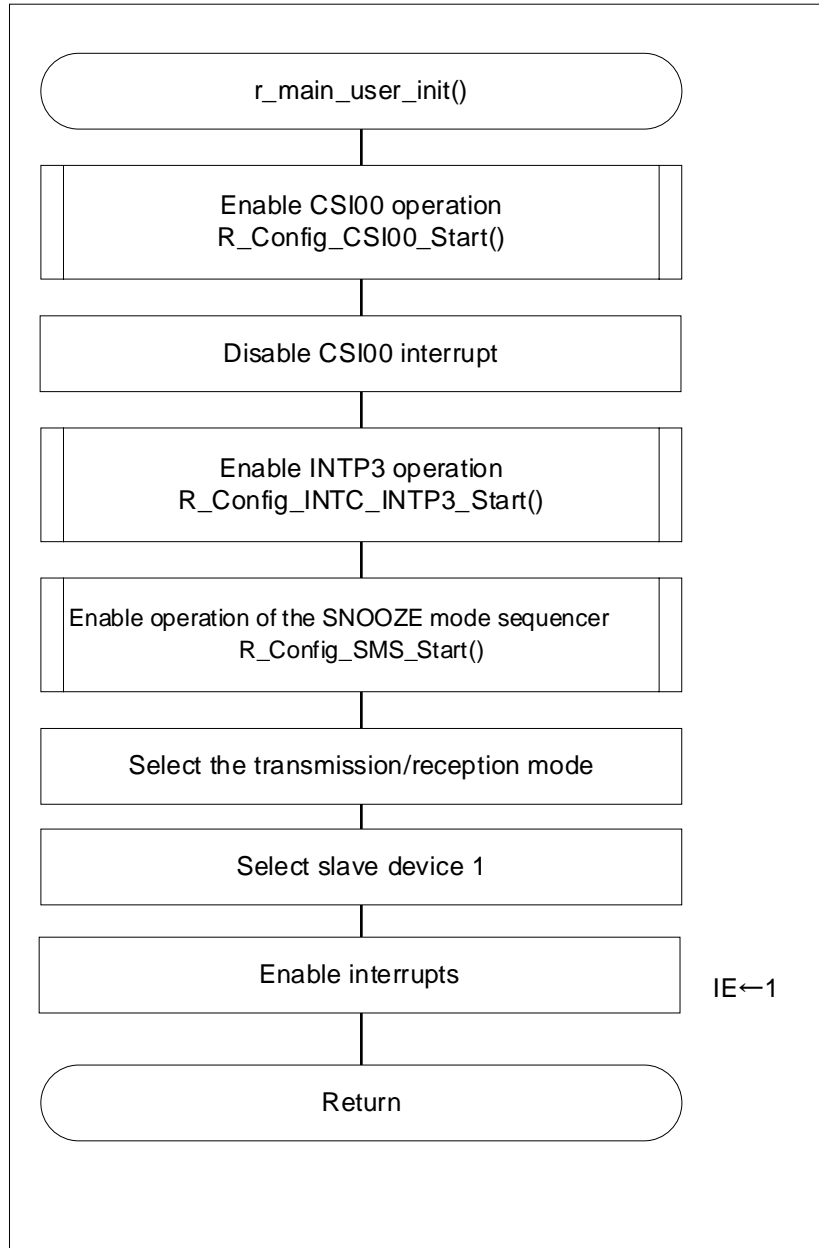 r_main_user_init()
Enable CSI00 operation
R_Config_CSI00_Start()
Disable CSI00 interrupt
Enable INTP3 operation
R_Config_INTC_INTP3_Start()
Enable operation of the SNOOZE mode sequencer
R_Config_SMS_Start()
Select the transmission/reception mode
Select slave device 1
Enable interrupts
IE←1
Return